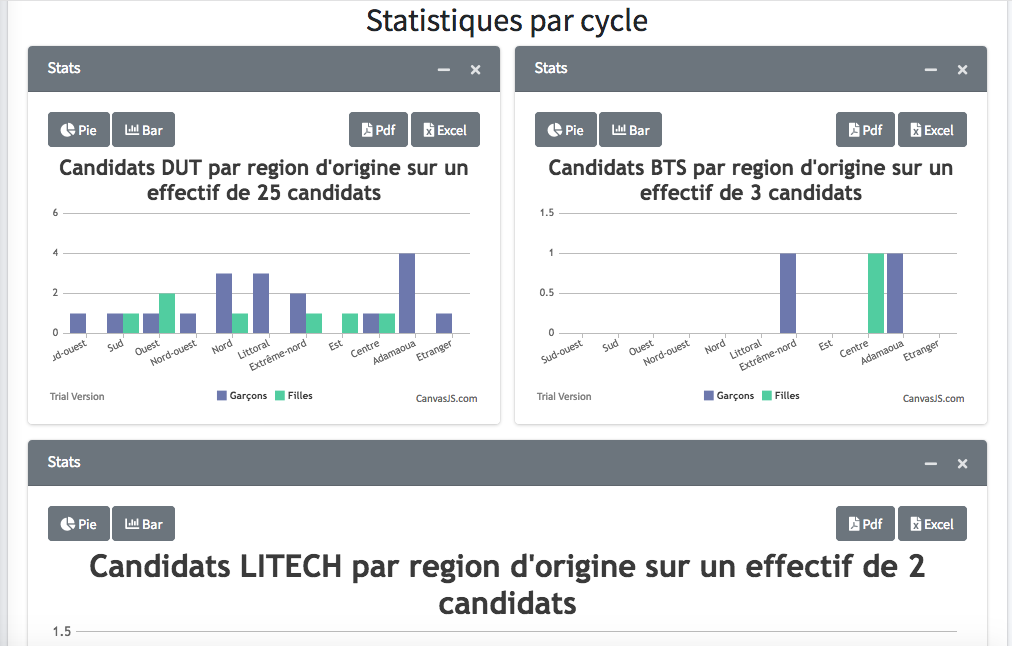 Statistiques par cycle
Stats
Pie Bar Pdf Excel
Candidats DUT par region d'origine sur un
effectif de 25 candidats
6
4
2
0
Sud Ouest Nord-ouest Nord Littoral Extrême-nord Est Centre Adamaoua Etranger
Trial Version Garçons Filles CanvasJS.com
Stats
Pie Bar Pdf Excel
Candidats BTS par region d'origine sur un
effectif de 3 candidats
1.5
1
0.5
0
Sud-ouest Sud Ouest Nord-ouest Nord Littoral Extrême-nord Est Centre Adamaoua Etranger
Trial Version Garçons Filles CanvasJS.com
Stats
Pie Bar Pdf Excel
Candidats LITECH par region d'origine sur un effectif de 2
candidats
1.5